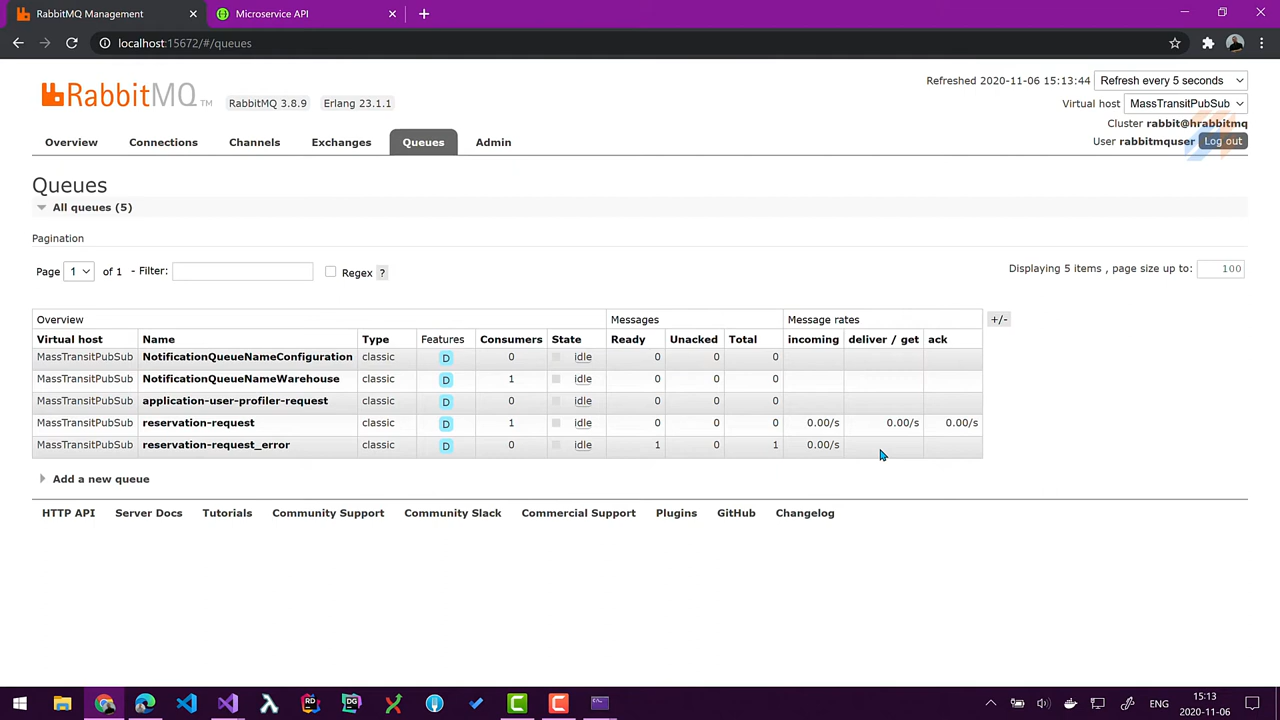 RabbitMQ Management
Microservice API
localhost:15672/#/queues
RabbitMQ TM
RabbitMQ 3.8.9
Erlang 23.1.1
Refreshed 2020-11-06 15:13:44
Refresh every 5 seconds
Virtual host MassTransitPubSub
Cluster rabbit@hrabbitmq
User rabbitmquser Log out
Overview Connections Channels Exchanges Queues Admin
Queues
All queues (5)
Pagination
Page 1 of 1 - Filter: Regex ?
Displaying 5 items , page size up to: 100
Overview Messages Message rates +/-
Virtual host Name Type Features Consumers State Ready Unacked Total incoming deliver / get ack
MassTransitPubSub NotificationQueueNameConfiguration classic D 0 idle 0 0 0
MassTransitPubSub NotificationQueueNameWarehouse classic D 1 idle 0 0 0
MassTransitPubSub application-user-profiler-request classic D 0 idle 0 0 0
MassTransitPubSub reservation-request classic D 1 idle 0 0 0 0.00/s 0.00/s 0.00/s
MassTransitPubSub reservation-request_error classic D 0 idle 1 0 1 0.00/s
Add a new queue
HTTP API Server Docs Tutorials Community Support Community Slack Commercial Support Plugins GitHub Changelog
RD DG
ENG
15:13
2020-11-06